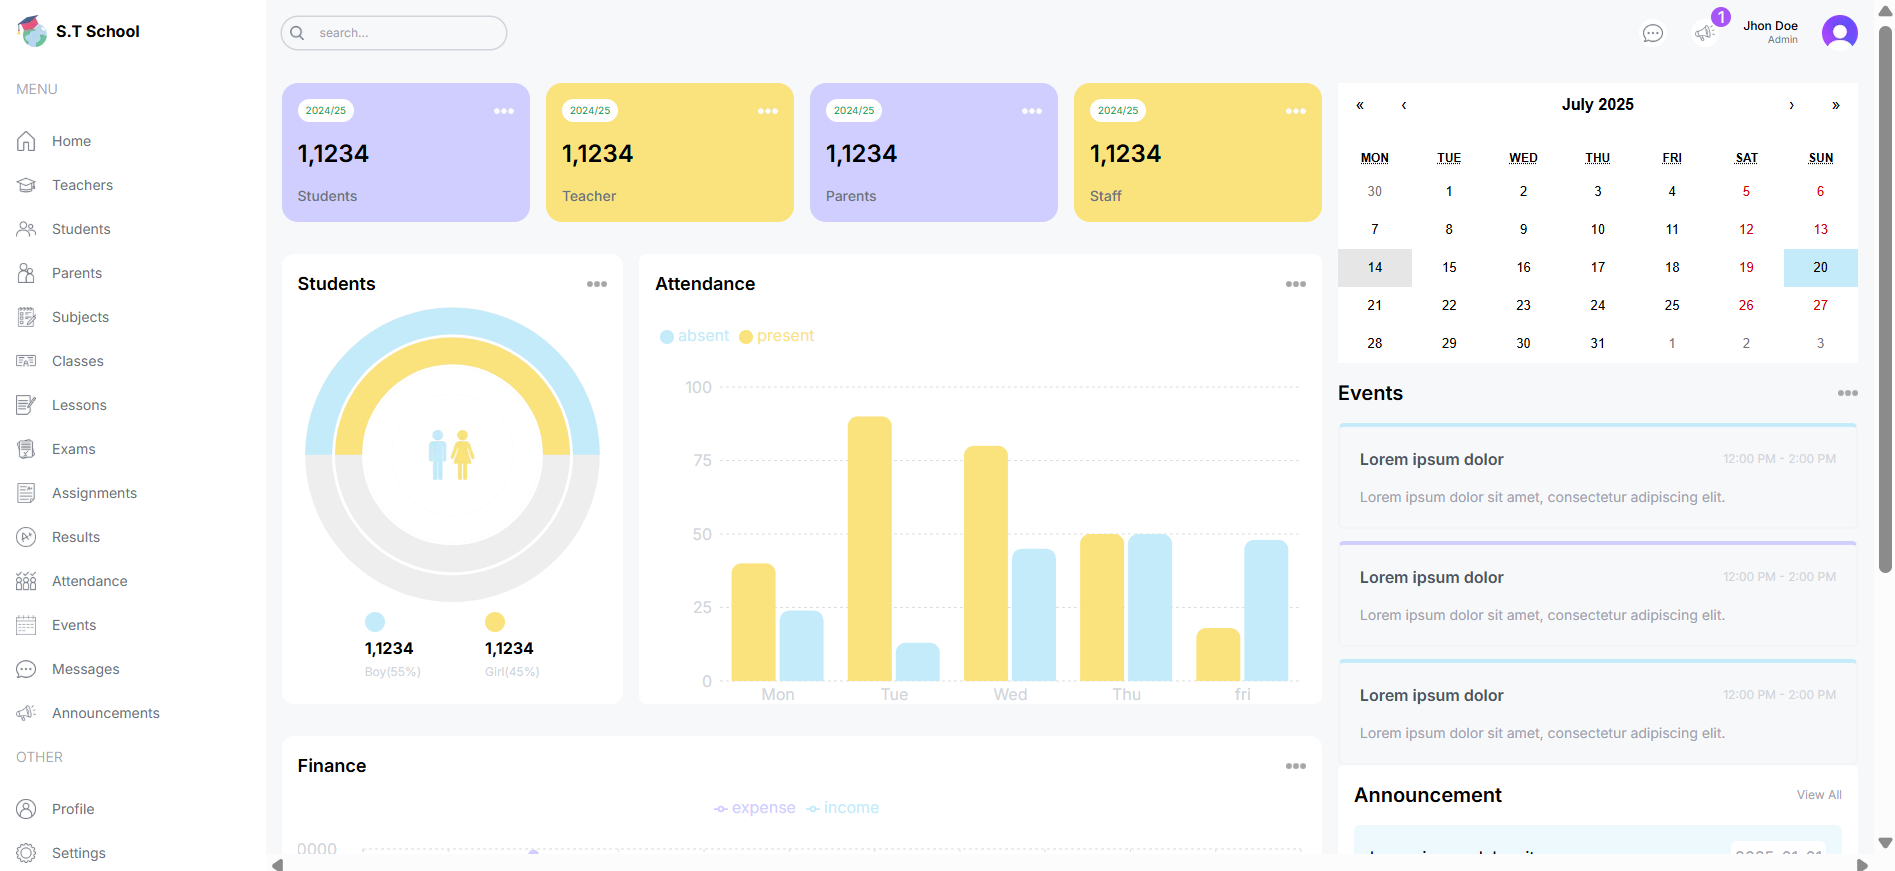 S.T School
search...
1
Jhon Doe
Admin
MENU
Home
Teachers
Students
Parents
Subjects
Classes
Lessons
Exams
Assignments
Results
Attendance
Events
Messages
Announcements
OTHER
Profile
Settings
2024/25
1,1234
Students
2024/25
1,1234
Teacher
2024/25
1,1234
Parents
2024/25
1,1234
Staff
Students
1,1234
Boy(55%)
1,1234
Girl(45%)
Attendance
absent present
100
75
50
25
0
Mon Tue Wed Thu fri
Finance
expense income
0000
« ‹ July 2025 › »
MON TUE WED THU FRI SAT SUN
30 1 2 3 4 5 6
7 8 9 10 11 12 13
14 15 16 17 18 19 20
21 22 23 24 25 26 27
28 29 30 31 1 2 3
Events
Lorem ipsum dolor 12:00 PM - 2:00 PM
Lorem ipsum dolor sit amet, consectetur adipiscing elit.
Lorem ipsum dolor 12:00 PM - 2:00 PM
Lorem ipsum dolor sit amet, consectetur adipiscing elit.
Lorem ipsum dolor 12:00 PM - 2:00 PM
Lorem ipsum dolor sit amet, consectetur adipiscing elit.
Announcement View All